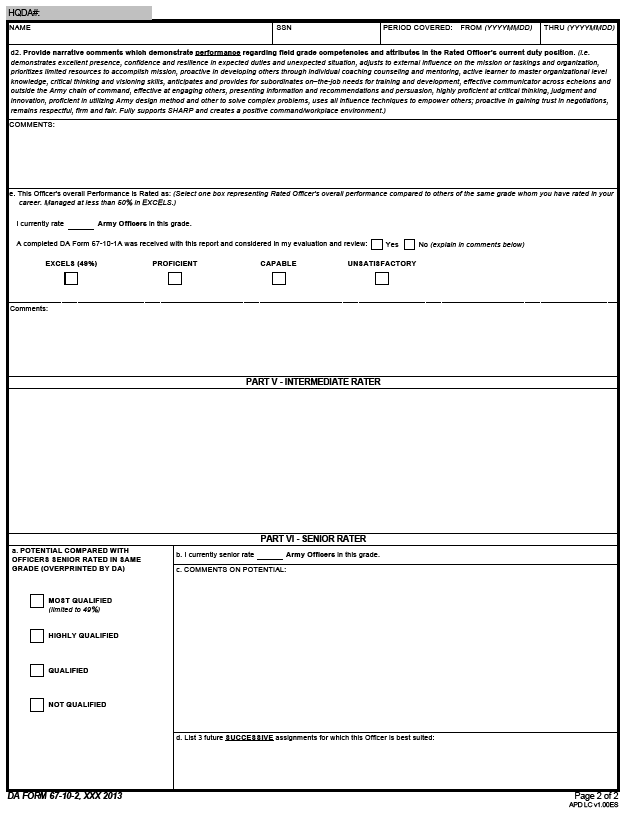 HQDA#:
NAME SSN PERIOD COVERED: FROM (YYYYMMDD) THRU (YYYYMMDD)
d2. Provide narrative comments which demonstrate performance regarding field grade competencies and attributes in the Rated Officer's current duty position. (i.e.
demonstrates excellent presence, confidence and resilience in expected duties and unexpected situation, adjusts to external influence on the mission or taskings and organization,
prioritizes limited resources to accomplish mission, proactive in developing others through individual coaching counseling and mentoring, active learner to master organizational level
knowledge, critical thinking and visioning skills, anticipates and provides for subordinates on–the-job needs for training and development, effective communicator across echelons and
outside the Army chain of command, effective at engaging others, presenting information and recommendations and persuasion, highly proficient at critical thinking, judgment and
innovation, proficient in utilizing Army design method and other to solve complex problems, uses all influence techniques to empower others; proactive in gaining trust in negotiations,
remains respectful, firm and fair. Fully supports SHARP and creates a positive command/workplace environment.)
COMMENTS:
e. This Officer's overall Performance is Rated as: (Select one box representing Rated Officer's overall performance compared to others of the same grade whom you have rated in your
career. Managed at less than 50% in EXCELS.)
I currently rate ______ Army Officers in this grade.
A completed DA Form 67-10-1A was received with this report and considered in my evaluation and review: Yes No (explain in comments below)
EXCELS (49%) PROFICIENT CAPABLE UNSATISFACTORY
Comments:
PART V - INTERMEDIATE RATER
PART VI - SENIOR RATER
a. POTENTIAL COMPARED WITH
OFFICERS SENIOR RATED IN SAME
GRADE (OVERPRINTED BY DA)
MOST QUALIFIED
(limited to 49%)
HIGHLY QUALIFIED
QUALIFIED
NOT QUALIFIED
b. I currently senior rate ______ Army Officers in this grade.
c. COMMENTS ON POTENTIAL:
d. List 3 future SUCCESSIVE assignments for which this Officer is best suited:
DA FORM 67-10-2, XXX 2013 Page 2 of 2
APD LC v1.00ES